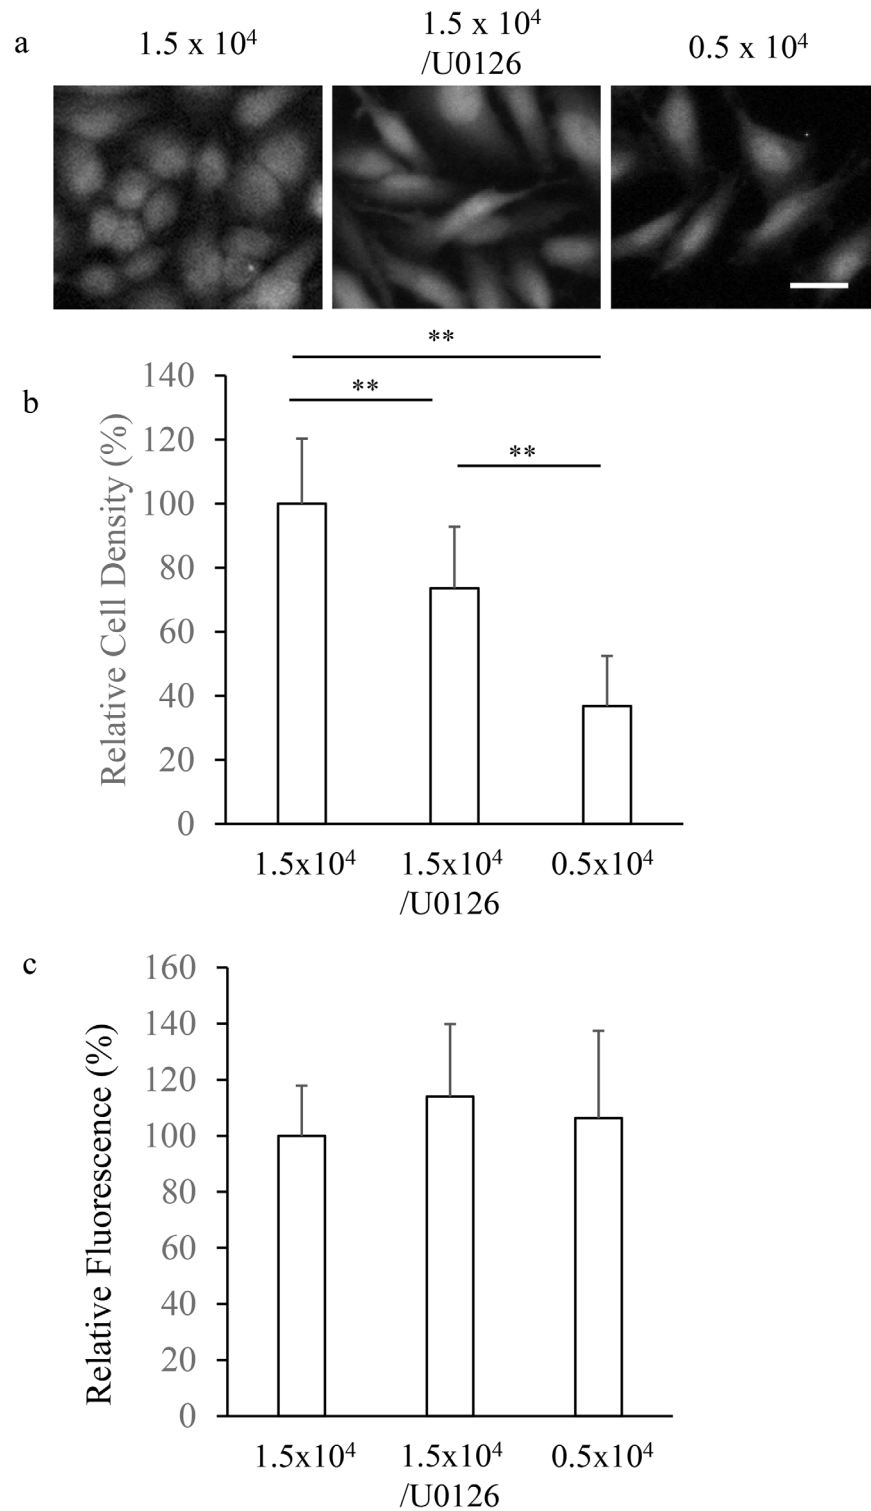 a
1.5 x 10⁴
1.5 x 10⁴
/U0126
0.5 x 10⁴
b
**
**
**
Relative Cell Density (%)
140
120
100
80
60
40
20
0
1.5x10⁴
1.5x10⁴
/U0126
0.5x10⁴
c
Relative Fluorescence (%)
160
140
120
100
80
60
40
20
0
1.5x10⁴
1.5x10⁴
/U0126
0.5x10⁴